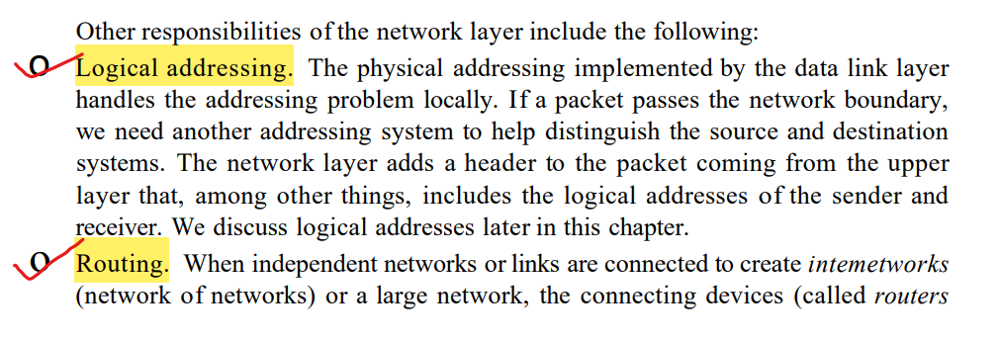 Other responsibilities of the network layer include the following:
O Logical addressing. The physical addressing implemented by the data link layer
handles the addressing problem locally. If a packet passes the network boundary,
we need another addressing system to help distinguish the source and destination
systems. The network layer adds a header to the packet coming from the upper
layer that, among other things, includes the logical addresses of the sender and
receiver. We discuss logical addresses later in this chapter.
O Routing. When independent networks or links are connected to create intemetworks
(network of networks) or a large network, the connecting devices (called routers